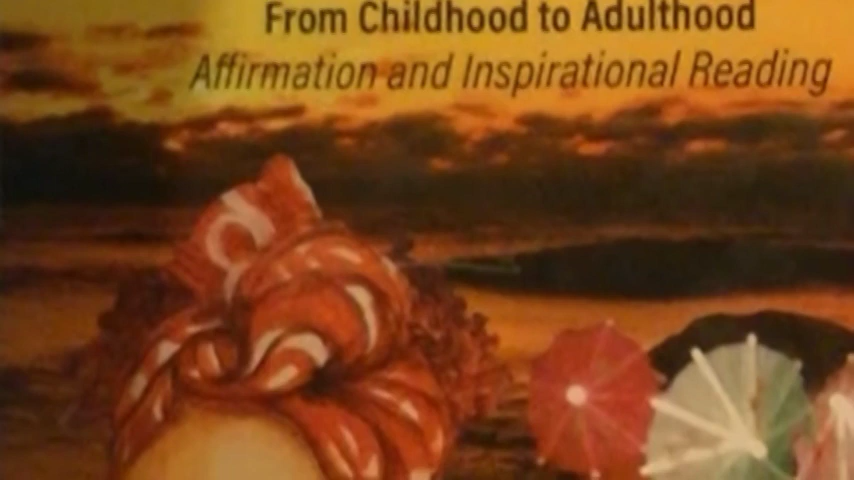 From Childhood to Adulthood
Affirmation and Inspirational Reading